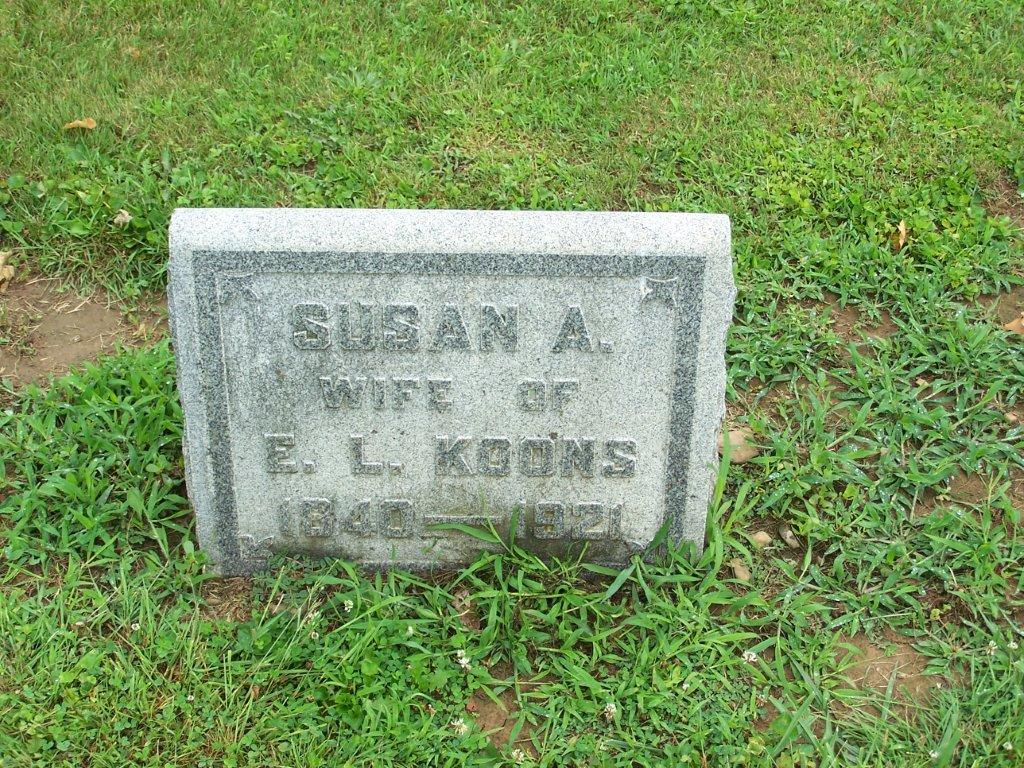 SUSAN A.
WIFE OF
E. L. KOONS
1840—1921